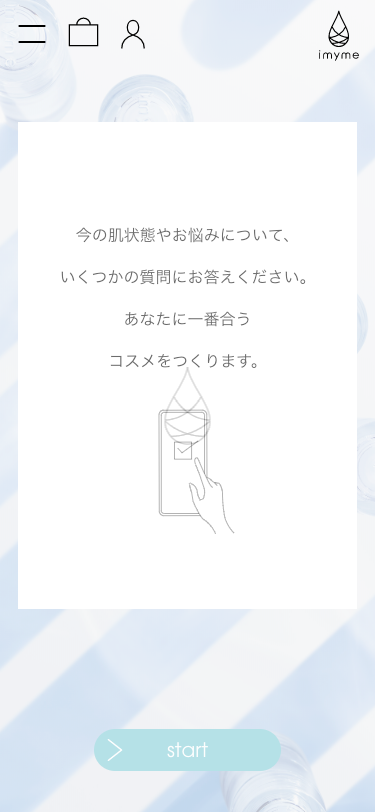 imyme
今の肌状態やお悩みについて、
いくつかの質問にお答えください。
あなたに一番合う
コスメをつくります。
start